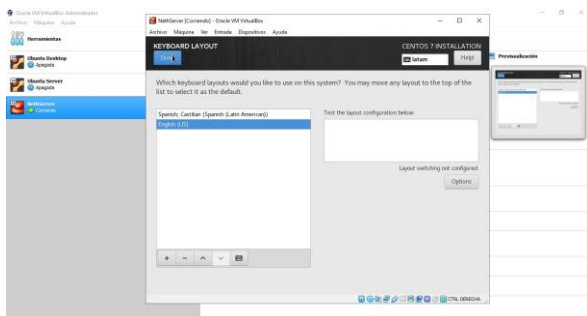 Oracle VM VirtualBox Administrador
Archivo Máquina Ayuda
Herramientas
Ubuntu Desktop
Apagada
Ubuntu Server
Apagada
NethServer
Corriendo
NethServer [Corriendo] - Oracle VM VirtualBox
Archivo Máquina Ver Entrada Dispositivos Ayuda
KEYBOARD LAYOUT
CENTOS 7 INSTALLATION
Done
latam
Help!
Which keyboard layouts would you like to use on this system? You may move any layout to the top of the
list to select it as the default.
Spanish; Castilian (Spanish (Latin American))
English (US)
Test the layout configuration below:
Layout switching not configured.
Options
CTRL DERECHA
Previsualización